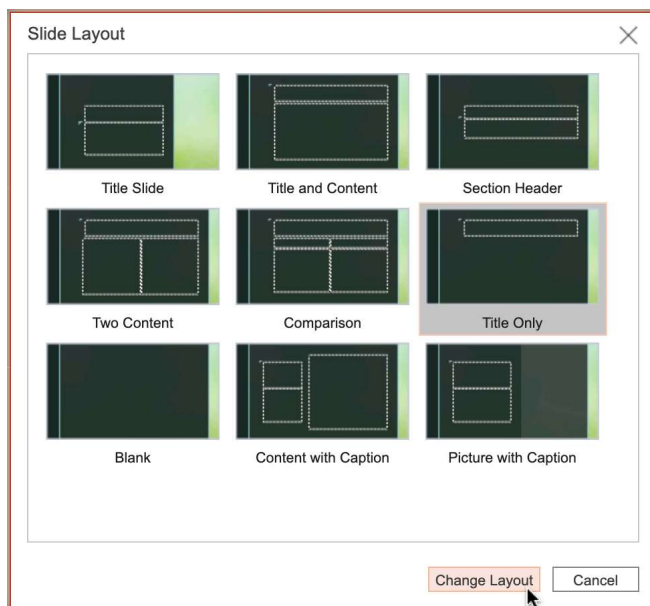 Slide Layout
Title Slide
Title and Content
Section Header
Two Content
Comparison
Title Only
Blank
Content with Caption
Picture with Caption
Change Layout
Cancel